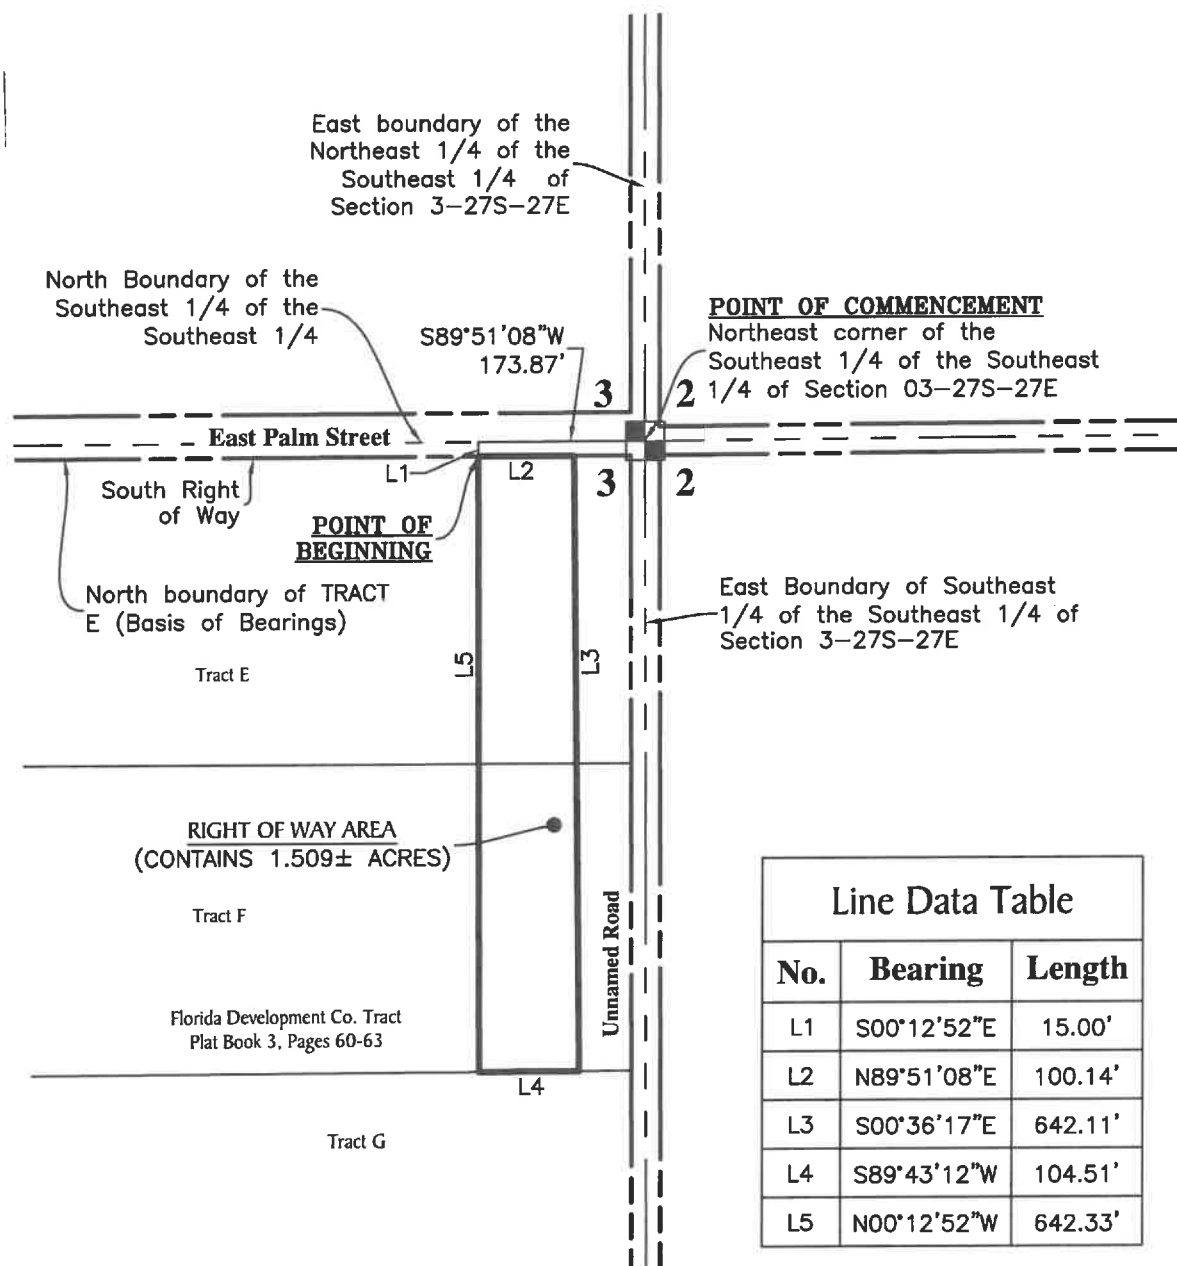 East boundary of the
Northeast 1/4 of the
Southeast 1/4 of
Section 3-27S-27E
North Boundary of the
Southeast 1/4 of the
Southeast 1/4
S89°51'08"W
173.87'
POINT OF COMMENCEMENT
Northeast corner of the
Southeast 1/4 of the Southeast
1/4 of Section 03-27S-27E
3
2
East Palm Street
L1
L2
3
2
South Right
of Way
POINT OF
BEGINNING
North boundary of TRACT
E (Basis of Bearings)
East Boundary of Southeast
1/4 of the Southeast 1/4 of
Section 3-27S-27E
Tract E
L5
L3
RIGHT OF WAY AREA
(CONTAINS 1.509± ACRES)
Tract F
Unnamed Road
Florida Development Co. Tract
Plat Book 3, Pages 60-63
L4
Tract G
Line Data Table
No. Bearing Length
L1 S00°12'52"E 15.00'
L2 N89°51'08"E 100.14'
L3 S00°36'17"E 642.11'
L4 S89°43'12"W 104.51'
L5 N00°12'52"W 642.33'